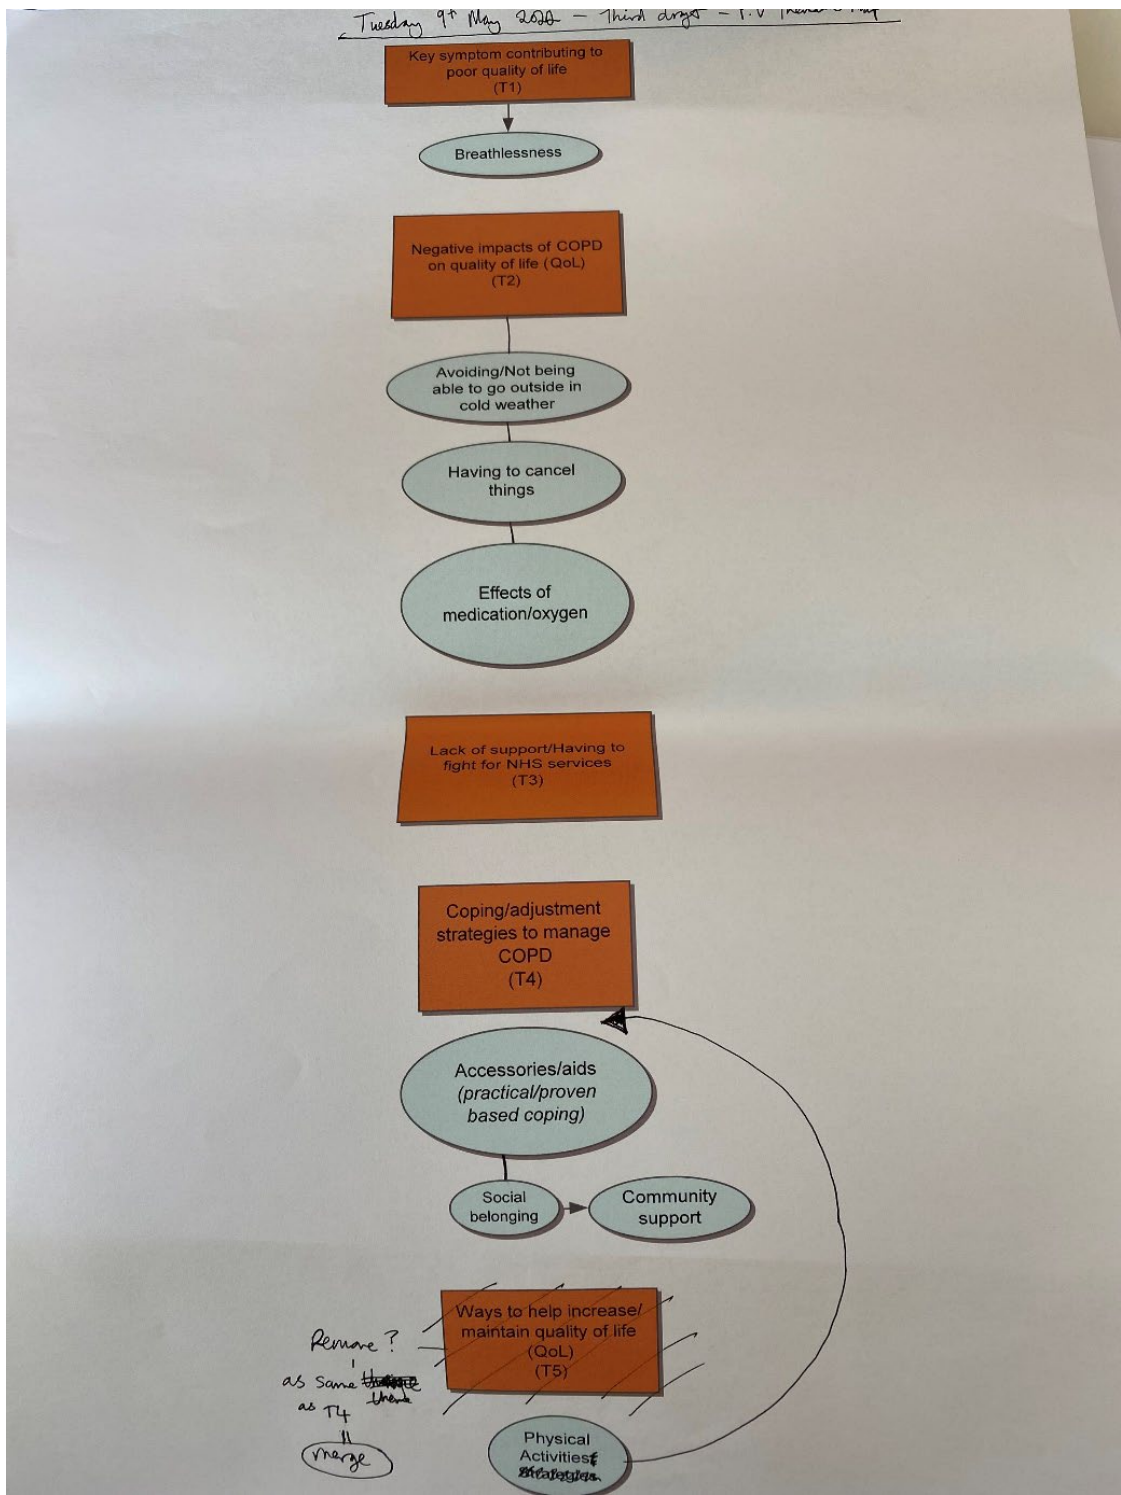 Tuesday 9th May 2022 – Third draft –
Key symptom contributing to
poor quality of life
(T1)
Breathlessness
Negative impacts of COPD
on quality of life (QoL)
(T2)
Avoiding/Not being
able to go outside in
cold weather
Having to cancel
things
Effects of
medication/oxygen
Lack of support/Having to
fight for NHS services
(T3)
Coping/adjustment
strategies to manage
COPD
(T4)
Accessories/aids
(practical/proven
based coping)
Social
belonging
Community
support
Ways to help increase/
maintain quality of life
(QoL)
(T5)
Remove?
as same
theme
as T4
merge
Physical
Activities